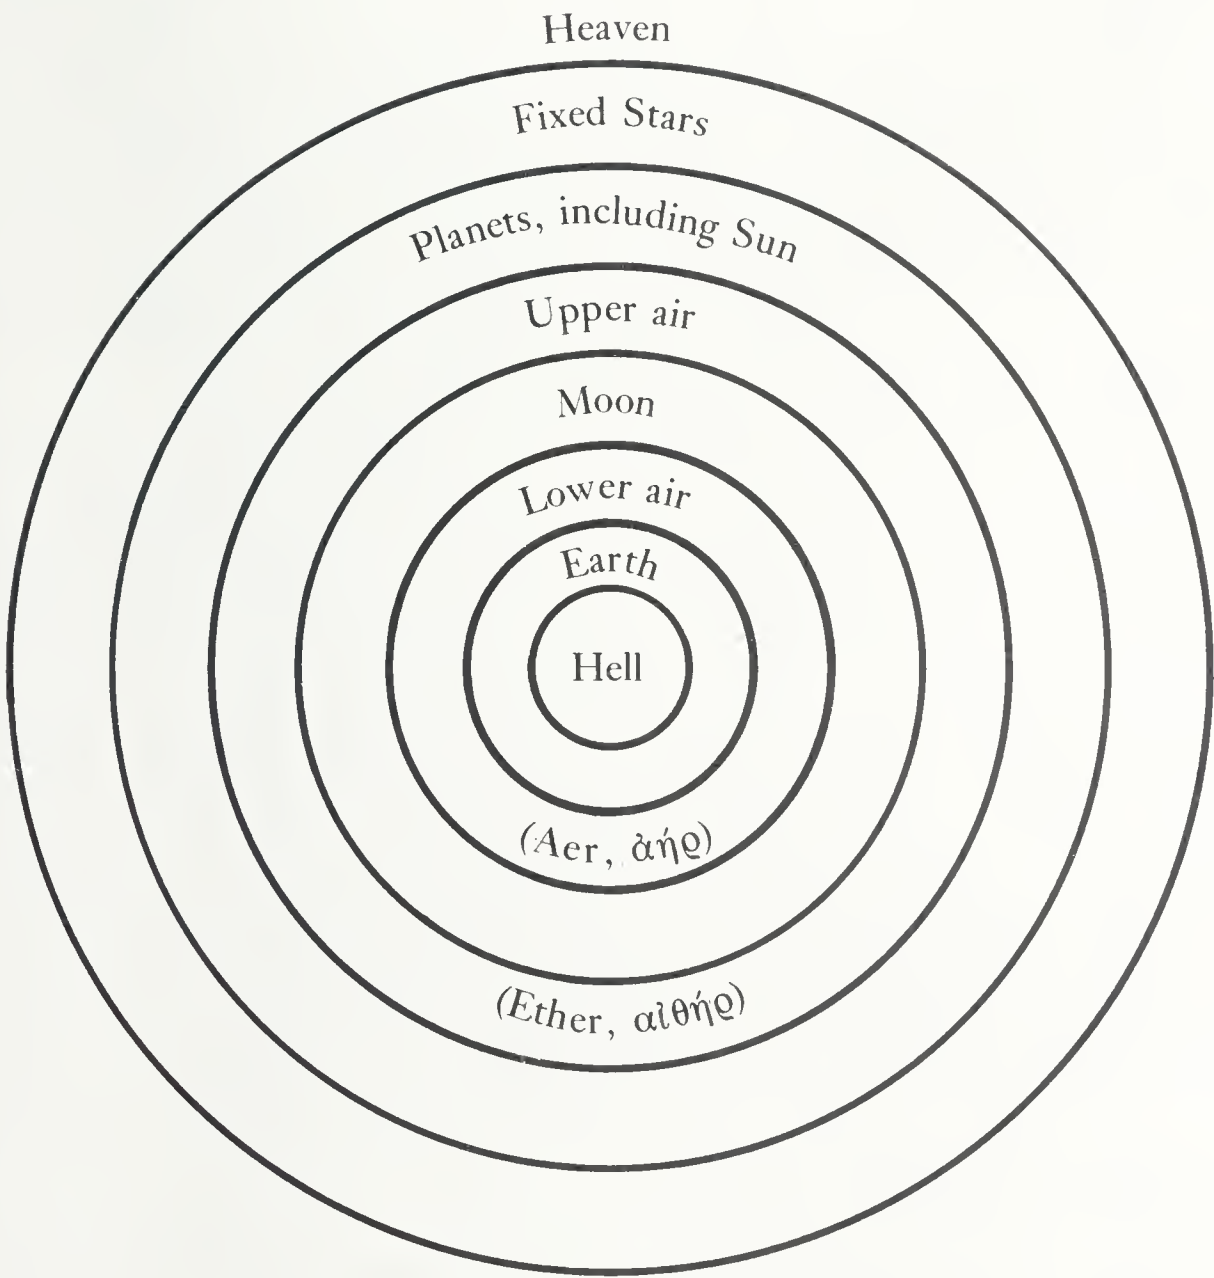 Heaven
Fixed Stars
Planets, including Sun
Upper air
Moon
Lower air
Earth
Hell
(Aer, ἀήρ)
(Ether, αἰθήρ)